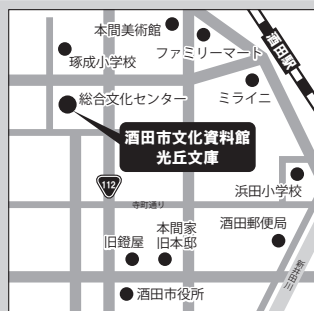 本間美術館
ファミリーマート
酒田駅
琢成小学校
総合文化センター
ミライニ
酒田市文化資料館
光丘文庫
112
浜田小学校
寺町通り
酒田郵便局
本間家
旧本邸
旧鐙屋
新井田川
酒田市役所